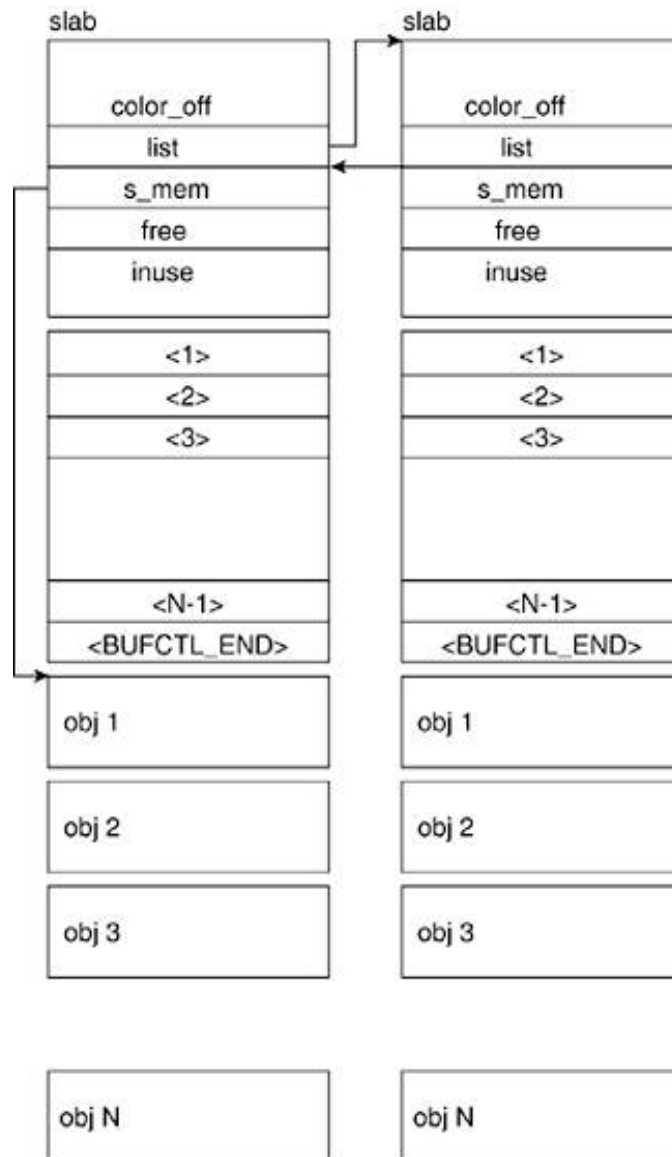 slab
color_off
list
s_mem
free
inuse
<1>
<2>
<3>
<N-1>
<BUFCTL_END>
obj 1
obj 2
obj 3
obj N
slab
color_off
list
s_mem
free
inuse
<1>
<2>
<3>
<N-1>
<BUFCTL_END>
obj 1
obj 2
obj 3
obj N